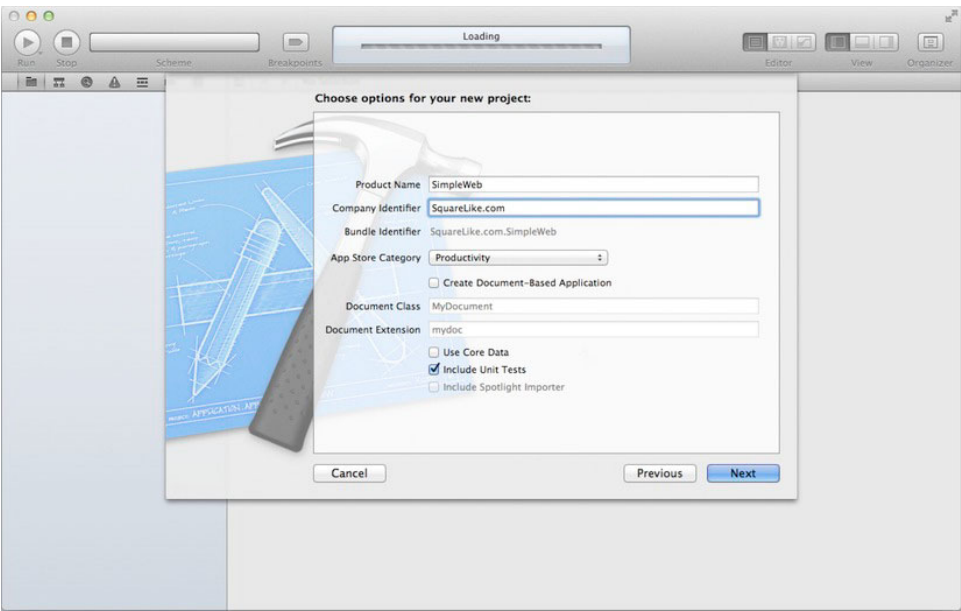 Loading
Run Stop Scheme Breakpoints Editor View Organizer
Choose options for your new project:
Product Name SimpleWeb
Company Identifier SquareLike.com
Bundle Identifier SquareLike.com.SimpleWeb
App Store Category Productivity
Create Document-Based Application
Document Class MyDocument
Document Extension mydoc
Use Core Data
Include Unit Tests
Include Spotlight Importer
APPLICATION APP
Cancel Previous Next